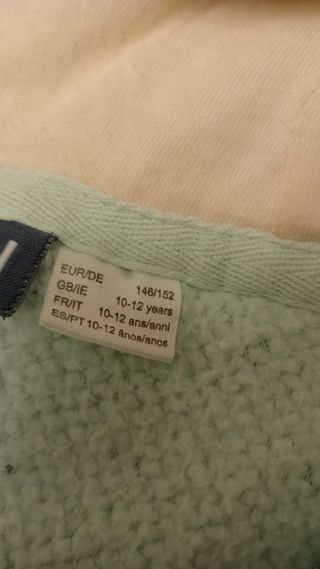 EUR/DE 146/152
GB/IE 10-12 years
FR/IT 10-12 ans/anni
ES/PT 10-12 años/anos